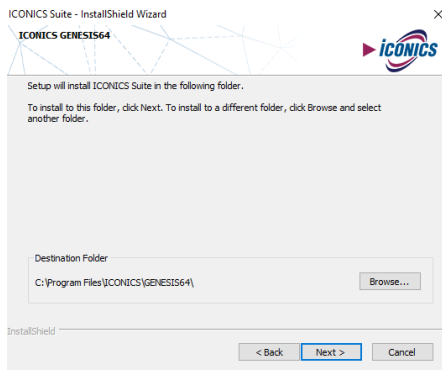 ICONICS Suite - InstallShield Wizard
ICONICS GENESIS64
ICONICS
Setup will install ICONICS Suite in the following folder.
To install to this folder, click Next. To install to a different folder, click Browse and select
another folder.
Destination Folder
C:\Program Files\ICONICS\GENESIS64\
Browse...
InstallShield
< Back
Next >
Cancel